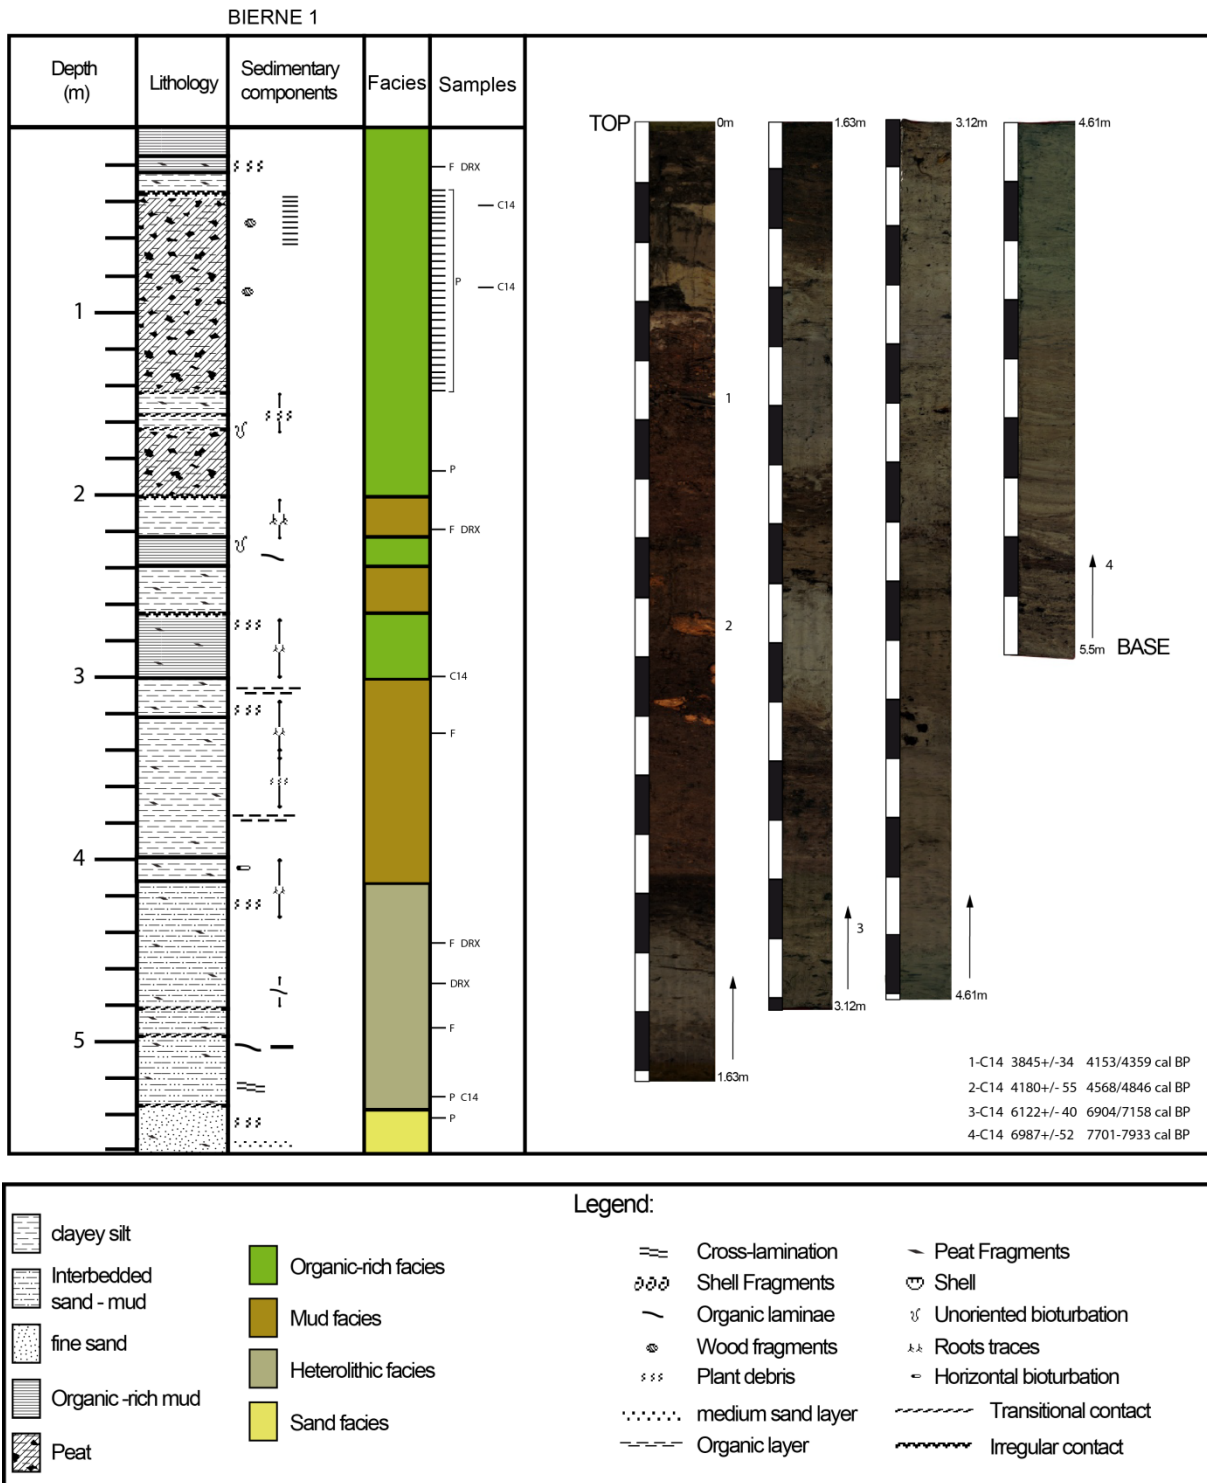 BIERNE 1
Depth
(m)
Lithology
Sedimentary
components
Facies
Samples
F DRX
C14
P
C14
1
P
2
F DRX
3
C14
F
4
F DRX
DRX
F
5
P C14
P
TOP
0m
1.63m
3.12m
4.61m
1
2
3
4
5.5m BASE
1.63m
3.12m
4.61m
1-C14 3845+/-34 4153/4359 cal BP
2-C14 4180+/- 55 4568/4846 cal BP
3-C14 6122+/- 40 6904/7158 cal BP
4-C14 6987+/-52 7701-7933 cal BP
Legend:
clayey silt
Interbedded
sand - mud
fine sand
Organic -rich mud
Peat
Organic-rich facies
Mud facies
Heterolithic facies
Sand facies
Cross-lamination
Shell Fragments
Organic laminae
Wood fragments
Plant debris
medium sand layer
Organic layer
Peat Fragments
Shell
Unoriented bioturbation
Roots traces
Horizontal bioturbation
Transitional contact
Irregular contact